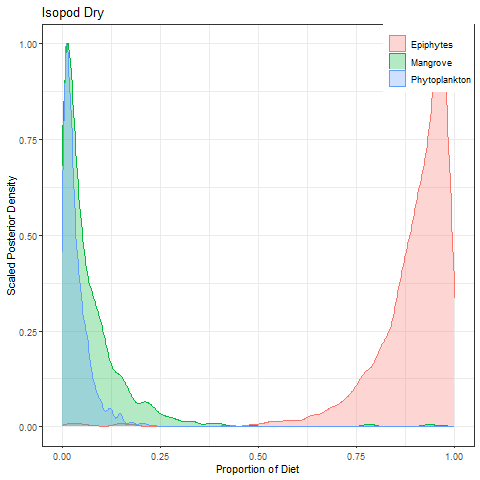 Isopod Dry
Epiphytes
Mangrove
Phytoplankton
Scaled Posterior Density
1.00
0.75
0.50
0.25
0.00
0.00 0.25 0.50 0.75 1.00
Proportion of Diet